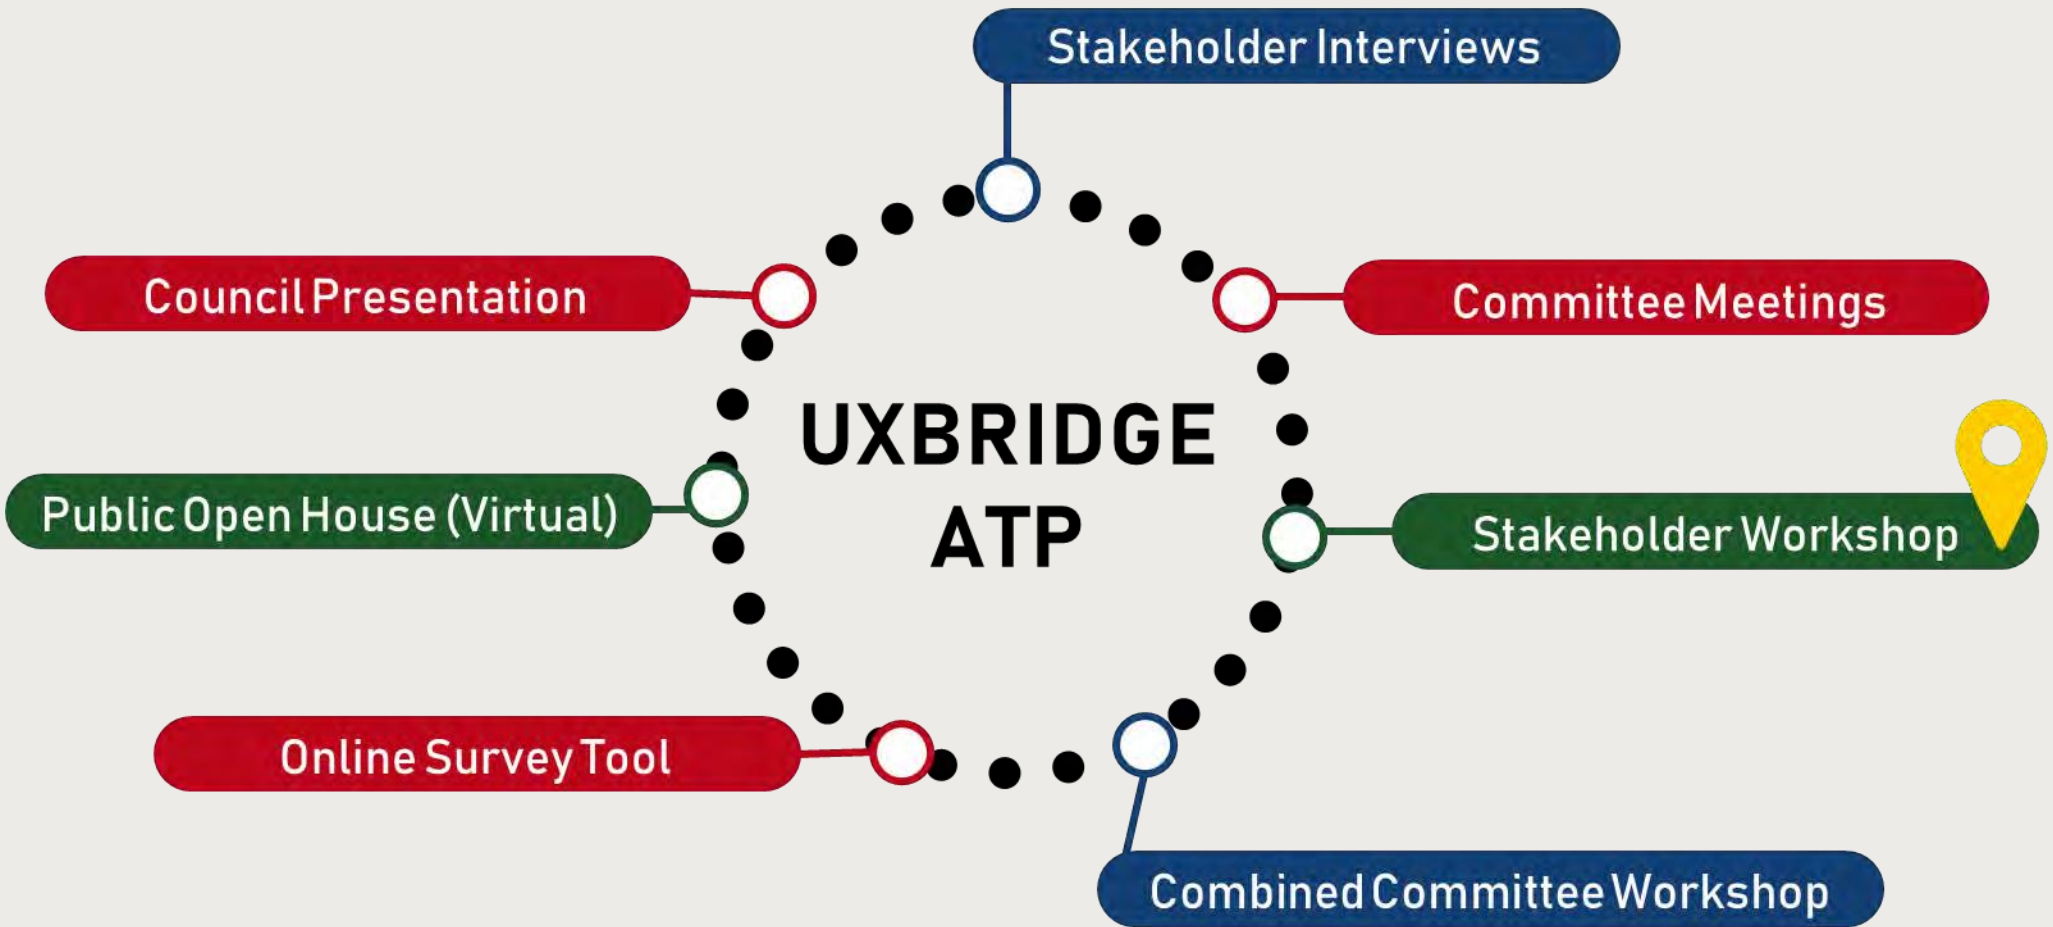 Stakeholder Interviews
Council Presentation
Committee Meetings
UXBRIDGE
ATP
Public Open House (Virtual)
Stakeholder Workshop
Online Survey Tool
Combined Committee Workshop